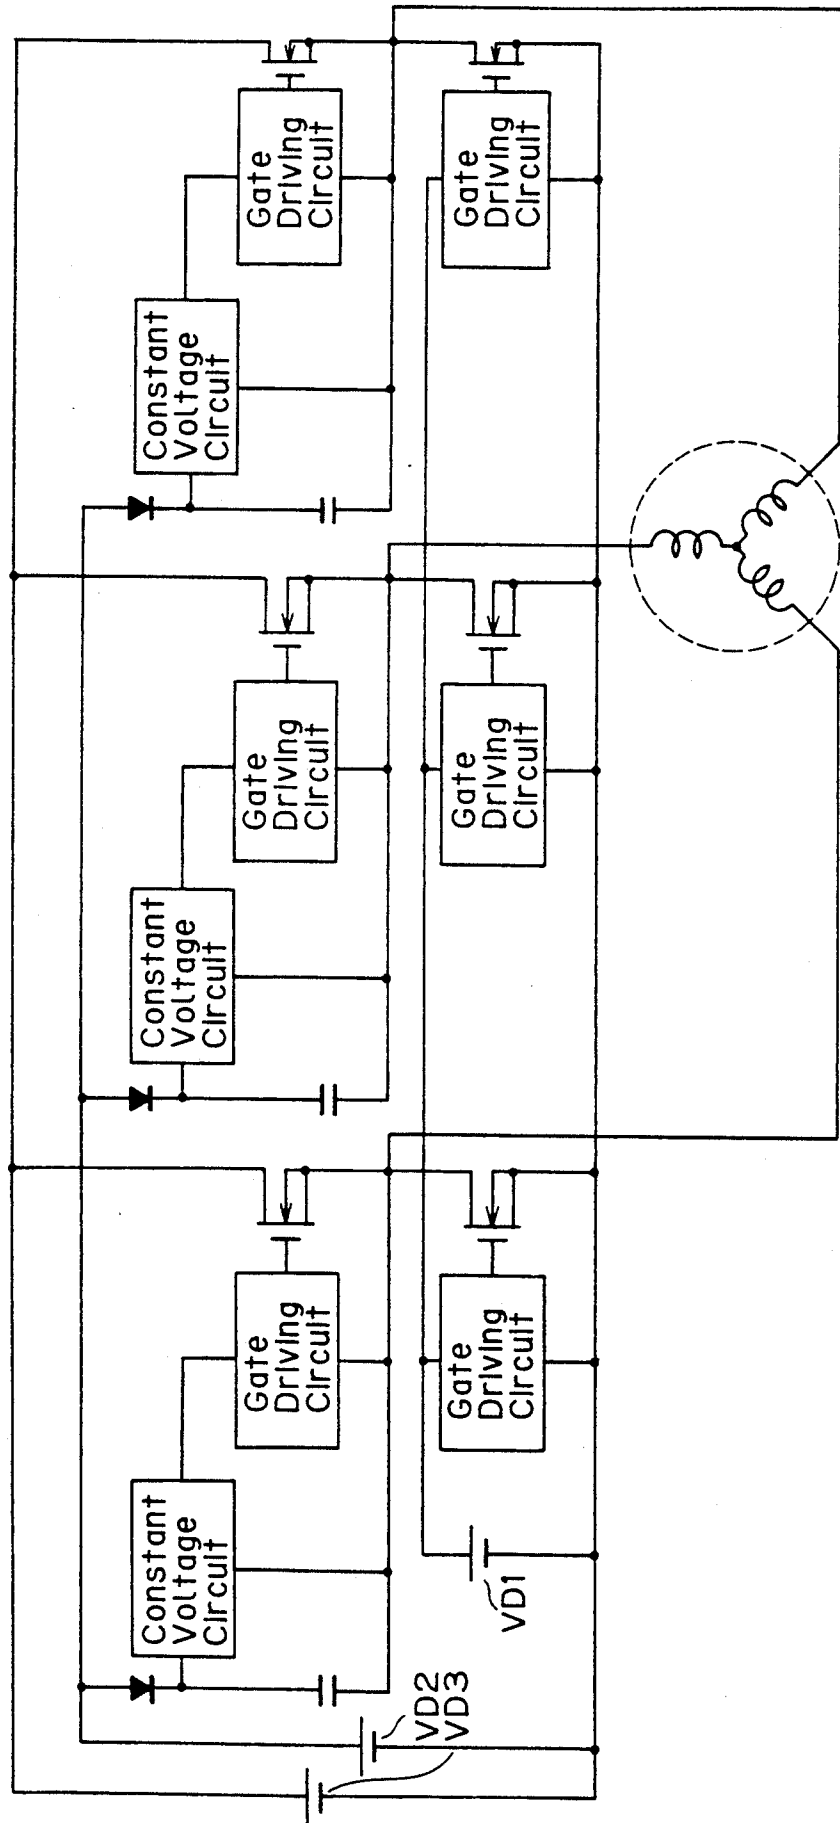 Constant
Voltage
Circuit
Gate
Driving
Circuit
Gate
Driving
Circuit
Constant
Voltage
Circuit
Gate
Driving
Circuit
Gate
Driving
Circuit
Constant
Voltage
Circuit
Gate
Driving
Circuit
Gate
Driving
Circuit
VD1
VD2
VD3